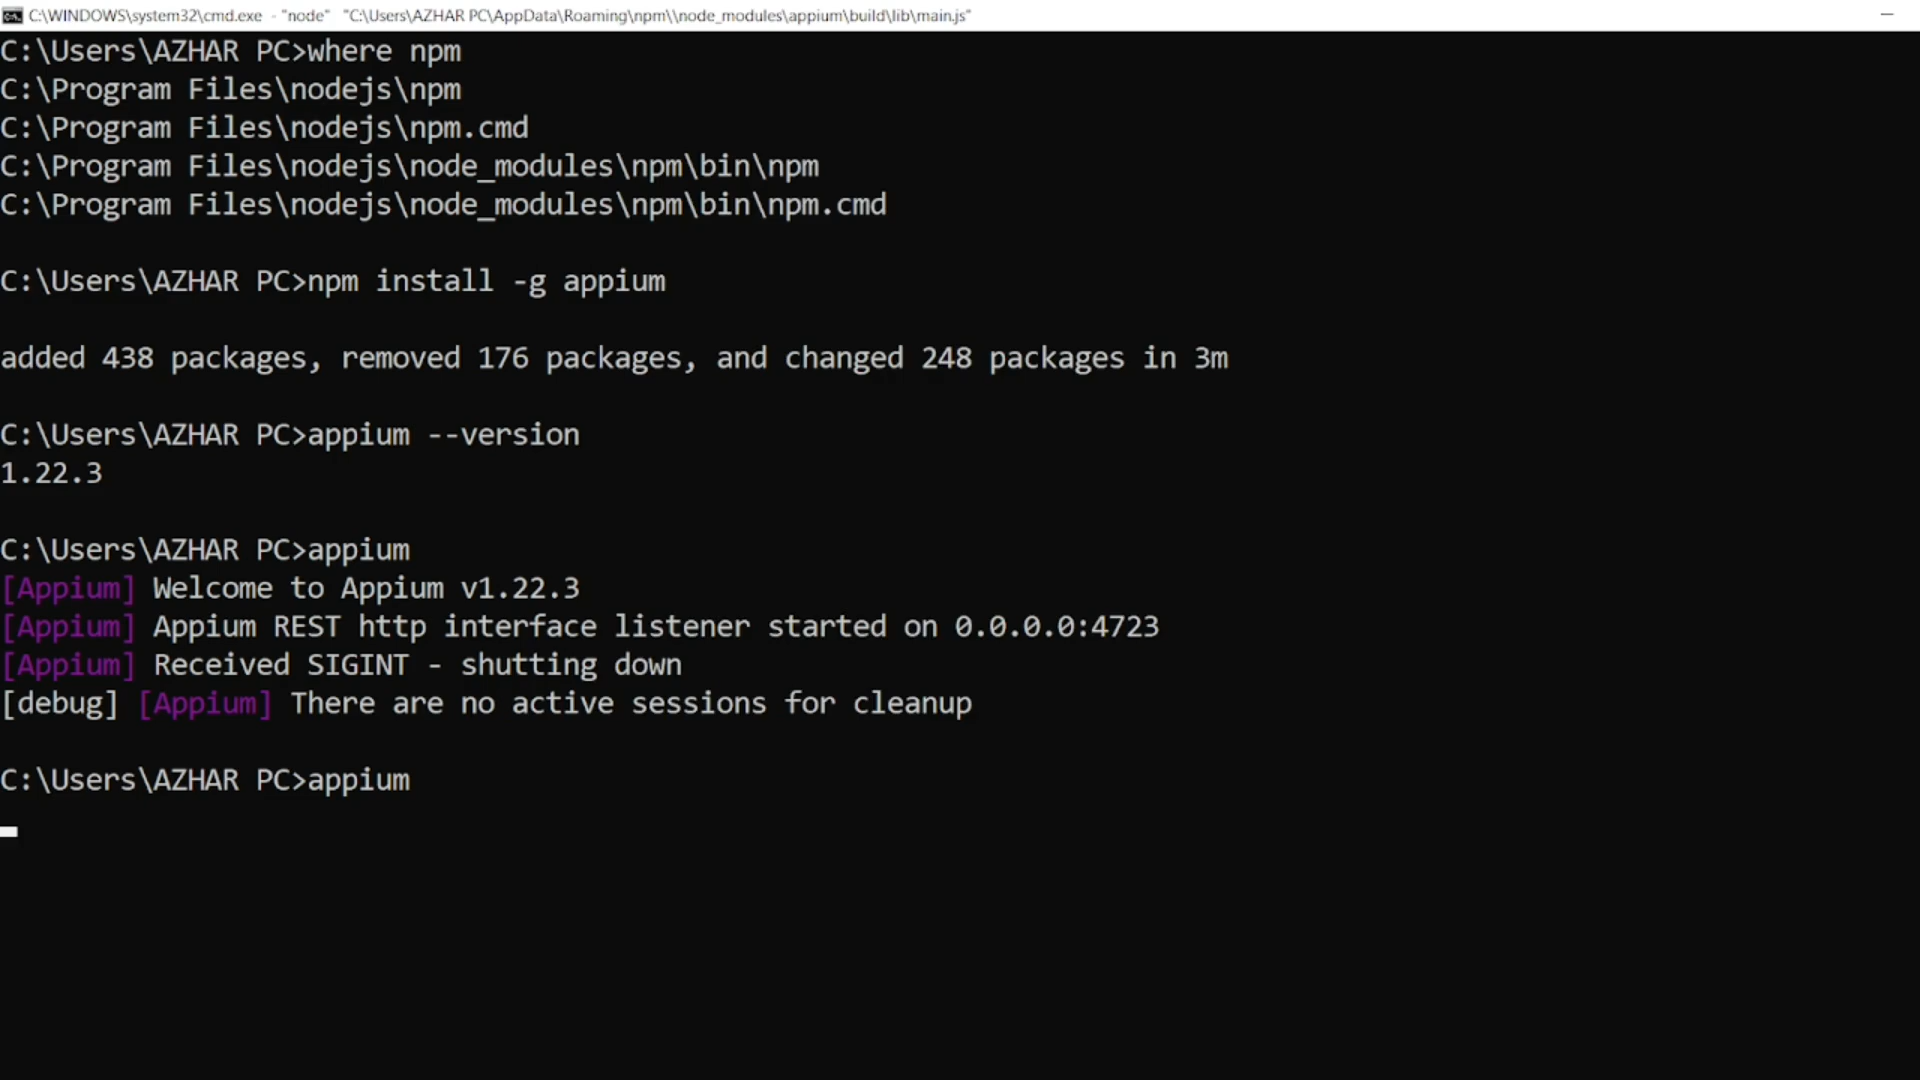 C:\WINDOWS\system32\cmd.exe - "node" "C:\Users\AZHAR PC\AppData\Roaming\npm\\node_modules\appium\build\lib\main.js"
C:\Users\AZHAR PC>where npm
C:\Program Files\nodejs\npm
C:\Program Files\nodejs\npm.cmd
C:\Program Files\nodejs\node_modules\npm\bin\npm
C:\Program Files\nodejs\node_modules\npm\bin\npm.cmd
C:\Users\AZHAR PC>npm install -g appium
added 438 packages, removed 176 packages, and changed 248 packages in 3m
C:\Users\AZHAR PC>appium --version
1.22.3
C:\Users\AZHAR PC>appium
[Appium] Welcome to Appium v1.22.3
[Appium] Appium REST http interface listener started on 0.0.0.0:4723
[Appium] Received SIGINT - shutting down
[debug] [Appium] There are no active sessions for cleanup
C:\Users\AZHAR PC>appium